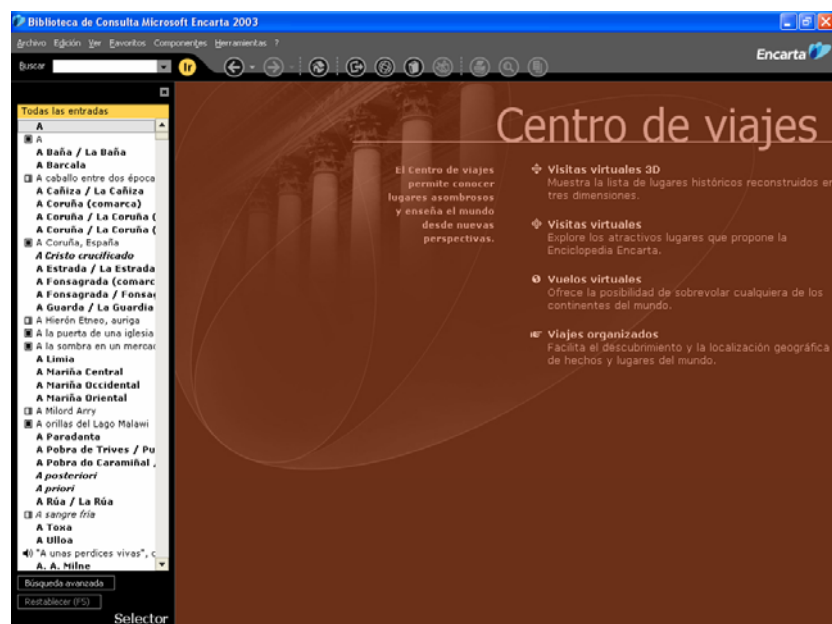 Biblioteca de Consulta Microsoft Encarta 2003
Archivo Edición Ver Favoritos Componentes Herramientas ?
Encarta
Buscar
Ir
Todas las entradas
A
A
A Baña / La Baña
A Barcala
A caballo entre dos época
A Cañiza / La Cañiza
A Coruña (comarca)
A Coruña / La Coruña (
A Coruña / La Coruña (
A Coruña, España
A Cristo crucificado
A Estrada / La Estrada
A Fonsagrada (comarc
A Fonsagrada / Fonsag
A Guarda / La Guardia
A Hierón Etneo, auriga
A la puerta de una iglesia
A la sombra en un mercad
A Limia
A Mariña Central
A Mariña Occidental
A Mariña Oriental
A Milord Arry
A orillas del Lago Malawi
A Paradanta
A Pobra de Trives / Pu
A Pobra do Caramiñal /
A posteriori
A priori
A Rúa / La Rúa
A sangre fría
A Toxa
A Ulloa
"A unas perdices vivas", c
A. A. Milne
Búsqueda avanzada
Restablecer (F5)
Selector
Centro de viajes
El Centro de viajes
permite conocer
lugares asombrosos
y enseña el mundo
desde nuevas
perspectivas.
Visitas virtuales 3D
Muestra la lista de lugares históricos reconstruidos en
tres dimensiones.
Visitas virtuales
Explore los atractivos lugares que propone la
Enciclopedia Encarta.
Vuelos virtuales
Ofrece la posibilidad de sobrevolar cualquiera de los
continentes del mundo.
Viajes organizados
Facilita el descubrimiento y la localización geográfica
de hechos y lugares del mundo.